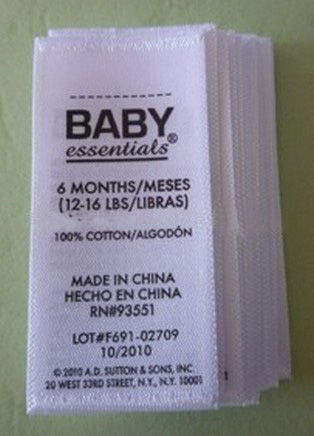 BABY
essentials®
6 MONTHS/MESES
(12-16 LBS/LIBRAS)
100% COTTON/ALGODÓN
MADE IN CHINA
HECHO EN CHINA
RN#93551
LOT#F691-02709
10/2010
© 2010 A.D. SUTTON & SONS, INC.
20 WEST 33RD STREET, N.Y., N.Y. 10001